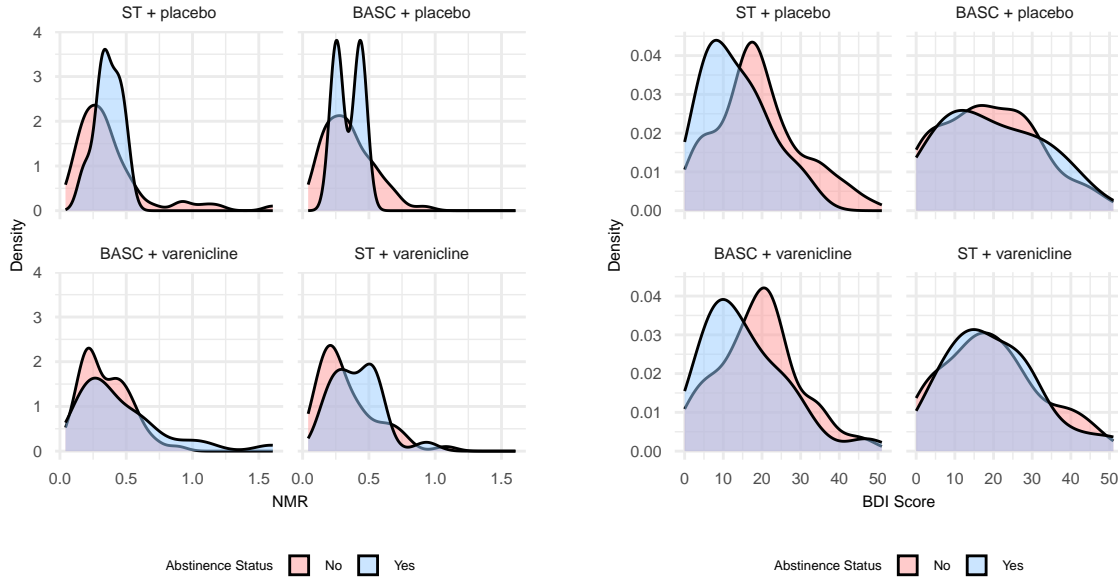 ST + placebo
BASC + placebo
4
3
2
1
0
BASC + varenicline
ST + varenicline
4
3
2
1
0
0.0 0.5 1.0 1.5
0.0 0.5 1.0 1.5
NMR
Density
Abstinence Status No Yes
ST + placebo
BASC + placebo
0.04
0.03
0.02
0.01
0.00
BASC + varenicline
ST + varenicline
0.04
0.03
0.02
0.01
0.00
0 10 20 30 40 50
0 10 20 30 40 50
BDI Score
Density
Abstinence Status No Yes